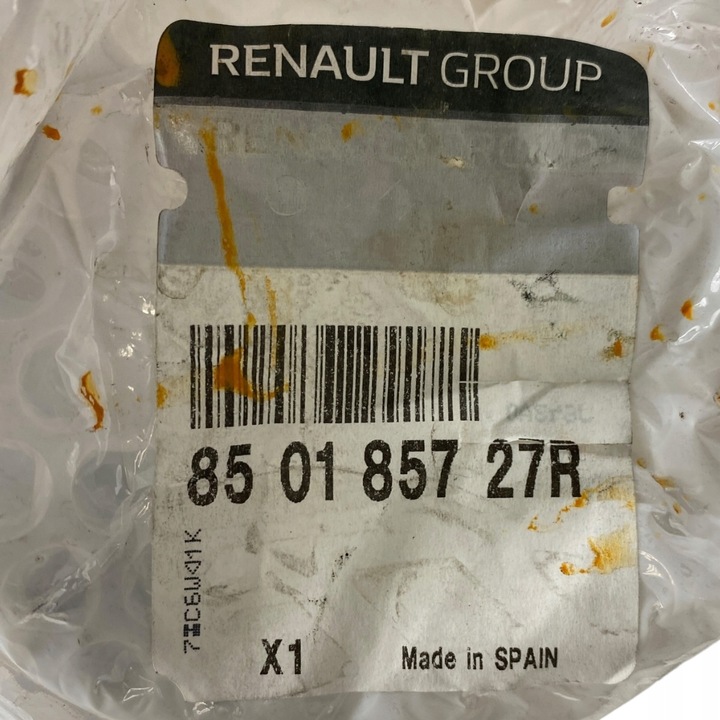 RENAULT GROUP
85 01 857 27R
X1
Made in SPAIN